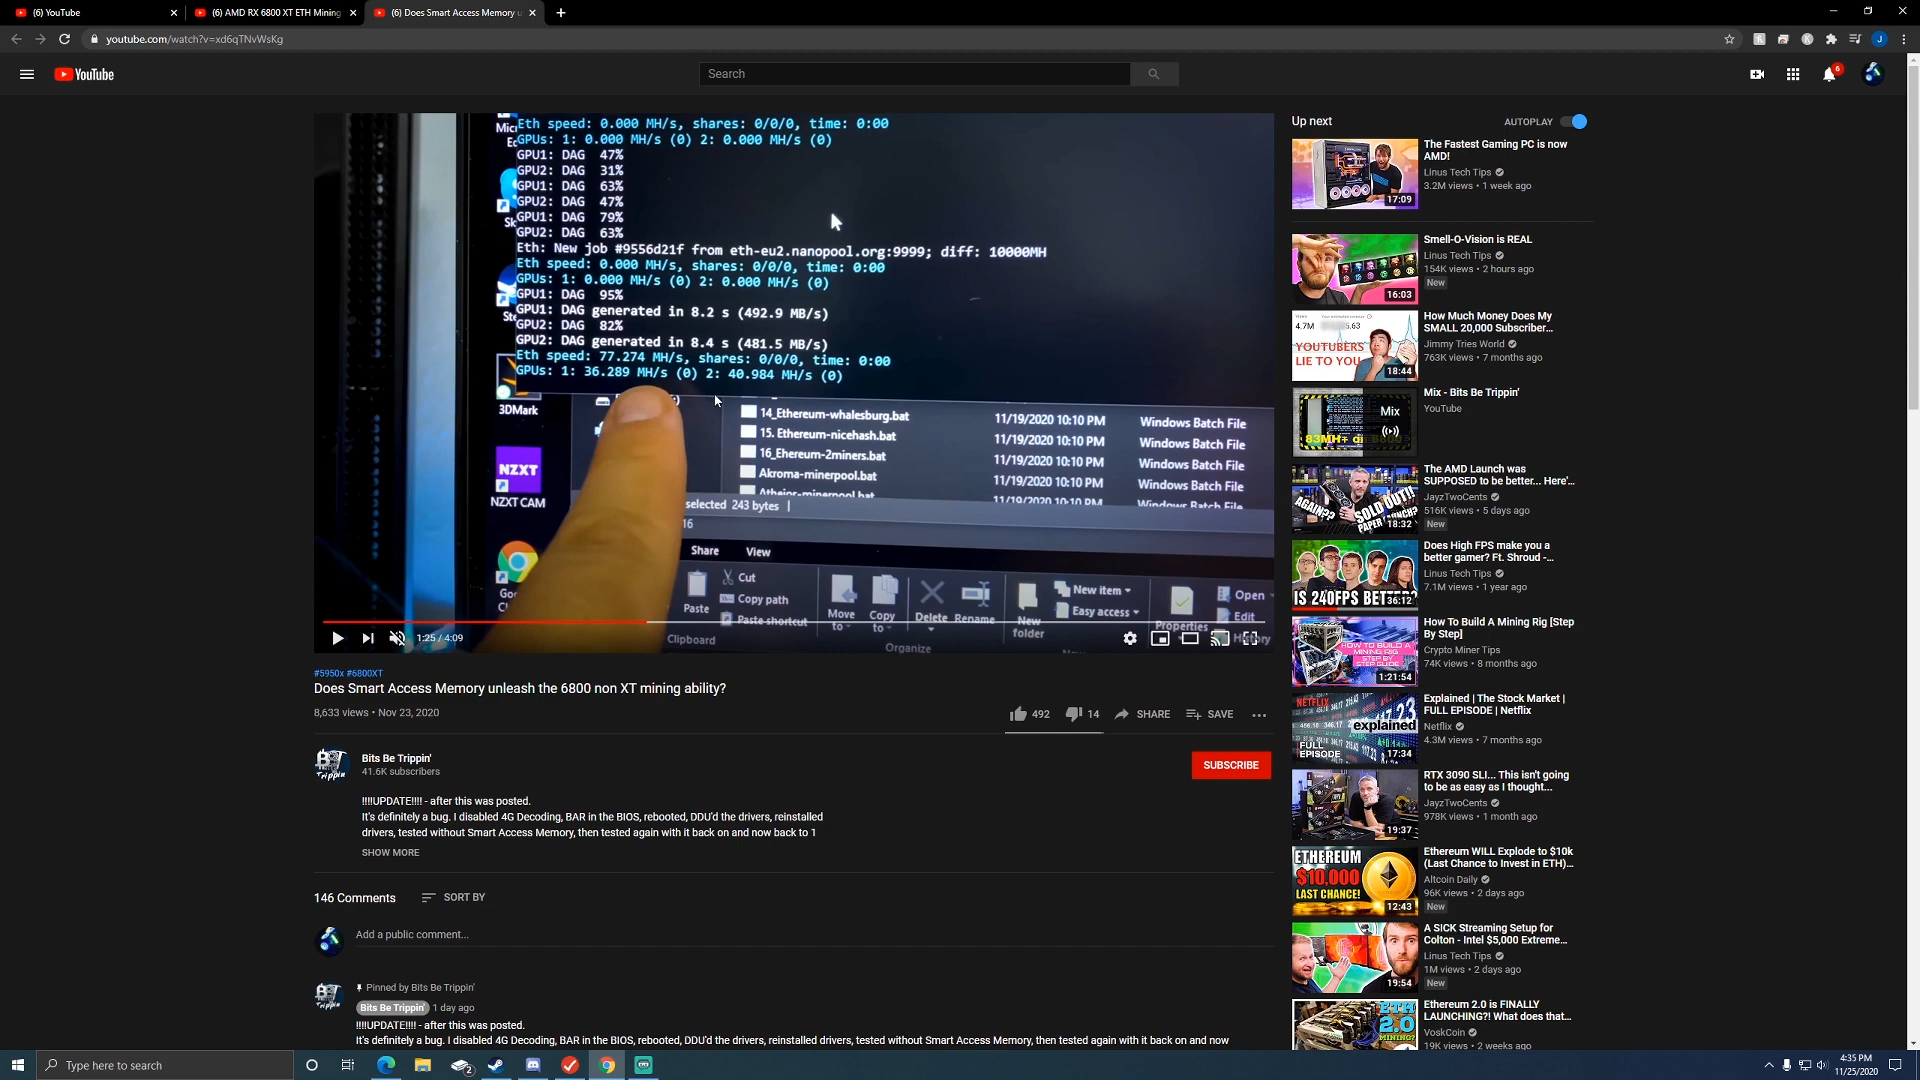 (6) YouTube
(6) AMD RX 6800 XT ETH Mining
(6) Does Smart Access Memory u
youtube.com/watch?v=xd6qTNvWsKg
J
YouTube
Search
6
Eth speed: 0.000 MH/s, shares: 0/0/0, time: 0:00
GPUs: 1: 0.000 MH/s (0) 2: 0.000 MH/s (0)
GPU1: DAG 47%
GPU2: DAG 31%
GPU1: DAG 63%
GPU2: DAG 47%
GPU1: DAG 79%
GPU2: DAG 63%
Eth: New job #9556d21f from eth-eu2.nanopool.org:9999; diff: 10000MH
Eth speed: 0.000 MH/s, shares: 0/0/0, time: 0:00
GPUs: 1: 0.000 MH/s (0) 2: 0.000 MH/s (0)
GPU1: DAG 95%
GPU1: DAG generated in 8.2 s (492.9 MB/s)
GPU2: DAG 82%
GPU2: DAG generated in 8.4 s (481.5 MB/s)
Eth speed: 77.274 MH/s, shares: 0/0/0, time: 0:00
GPUs: 1: 36.289 MH/s (0) 2: 40.984 MH/s (0)
3DMark
14_Ethereum-whalesburg.bat 11/19/2020 10:10 PM Windows Batch File
15. Ethereum-nicehash.bat 11/19/2020 10:10 PM Windows Batch File
16_Ethereum-2miners.bat 11/19/2020 10:10 PM Windows Batch File
Akroma-minerpool.bat 11/19/2020 10:10 PM Windows Batch File
Atheios-minerpool.bat 11/19/2020 10:10 PM Windows Batch File
NZXT
NZXT CAM
selected 243 bytes
16
Share View
Cut
Copy path
Paste shortcut
Paste
Clipboard
Move to
Copy to
Delete
Rename
Organize
New folder
New item
Easy access
Properties
Open
Edit
History
1:25 / 4:09
#5950x #6800XT
Does Smart Access Memory unleash the 6800 non XT mining ability?
8,633 views • Nov 23, 2020
492
14
SHARE
SAVE
Bits Be Trippin'
41.6K subscribers
SUBSCRIBE
!!!!UPDATE!!!! - after this was posted.
It's definitely a bug. I disabled 4G Decoding, BAR in the BIOS, rebooted, DDU'd the drivers, reinstalled
drivers, tested without Smart Access Memory, then tested again with it back on and now back to 1
SHOW MORE
146 Comments
SORT BY
Add a public comment...
Pinned by Bits Be Trippin'
Bits Be Trippin' 1 day ago
!!!!UPDATE!!!! - after this was posted.
It's definitely a bug. I disabled 4G Decoding, BAR in the BIOS, rebooted, DDU'd the drivers, reinstalled drivers, tested without Smart Access Memory, then tested again with it back on and now
Up next
AUTOPLAY
17:09
The Fastest Gaming PC is now
AMD!
Linus Tech Tips
3.2M views • 1 week ago
16:03
Smell-O-Vision is REAL
Linus Tech Tips
154K views • 2 hours ago
New
4.7M
5.63
YOUTUBERS
LIE TO YOU
18:44
How Much Money Does My
SMALL 20,000 Subscriber...
Jimmy Tries World
763K views • 7 months ago
Mix
Mix - Bits Be Trippin'
YouTube
AGAIN??
SOLD OUT!!
PAPER LAUNCH?
18:32
The AMD Launch was
SUPPOSED to be better... Here'...
JayzTwoCents
516K views • 5 days ago
New
IS 240FPS BETTER?
36:12
Does High FPS make you a
better gamer? Ft. Shroud -...
Linus Tech Tips
7.1M views • 1 year ago
HOW TO BUILD A
MINING RIG
STEP BY
STEP GUIDE
1:21:54
How To Build A Mining Rig [Step
By Step]
Crypto Miner Tips
74K views • 8 months ago
NETFLIX
explained
FULL
EPISODE
17:34
Explained | The Stock Market |
FULL EPISODE | Netflix
Netflix
4.3M views • 7 months ago
19:37
RTX 3090 SLI... This isn't going
to be as easy as I thought...
JayzTwoCents
978K views • 1 month ago
ETHEREUM
$10,000
LAST CHANCE!
12:43
Ethereum WILL Explode to $10k
(Last Chance to Invest in ETH)...
Altcoin Daily
96K views • 2 days ago
New
19:54
A SICK Streaming Setup for
Colton - Intel $5,000 Extreme...
Linus Tech Tips
1M views • 2 days ago
New
ETH
2.0
Ethereum 2.0 is FINALLY
LAUNCHING?! What does that...
VoskCoin
19K views • 2 weeks ago
Type here to search
2
4:35 PM
11/25/2020